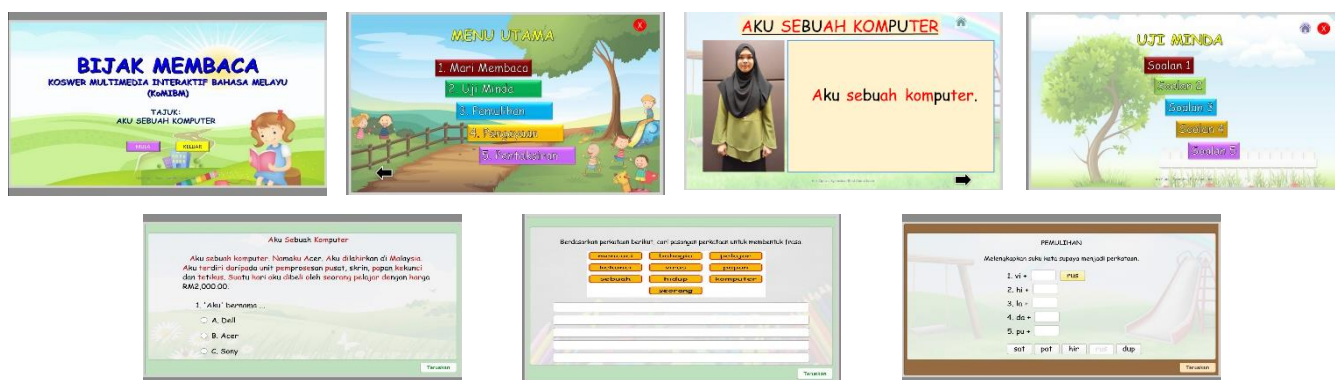 BIJAK MEMBACA
KOSWER MULTIMEDIA INTERAKTIF BAHASA MELAYU
(KoMIBM)
TAJUK:
AKU SEBUAH KOMPUTER
KELUAR
MENU UTAMA
X
1. Mari Membaca
2. Uji Minda
3. Pemulihan
4. Pengayaan
5. Pentaksiran
AKU SEBUAH KOMPUTER
Aku sebuah komputer.
UJI MINDA
X
Soalan 1
Soalan 2
Soalan 3
Soalan 4
Soalan 5
Aku Sebuah Komputer
Aku sebuah komputer. Namaku Acer. Aku dilahirkan di Malaysia.
Aku terdiri daripada unit pemprosesan pusat, skrin, papan kekunci
dan tetikus. Suatu hari aku dibeli oleh seorang pelajar dengan harga
RM2,000.00.
1. "Aku" bernama ...
A. Dell
B. Acer
C. Sony
Teruskan
Berdasarkan perkataan berikut, cari pasangan perkataan untuk membentuk frasa.
mencuci bahagia pelajar
kekunci virus papan
sebuah hidup komputer
seorang
Teruskan
PEMULIHAN
Melengkapkan suku kata supaya menjadi perkataan.
1. vi + rus
2. hi +
3. la +
4. da +
5. pu +
sat pat hir rus dup
Teruskan